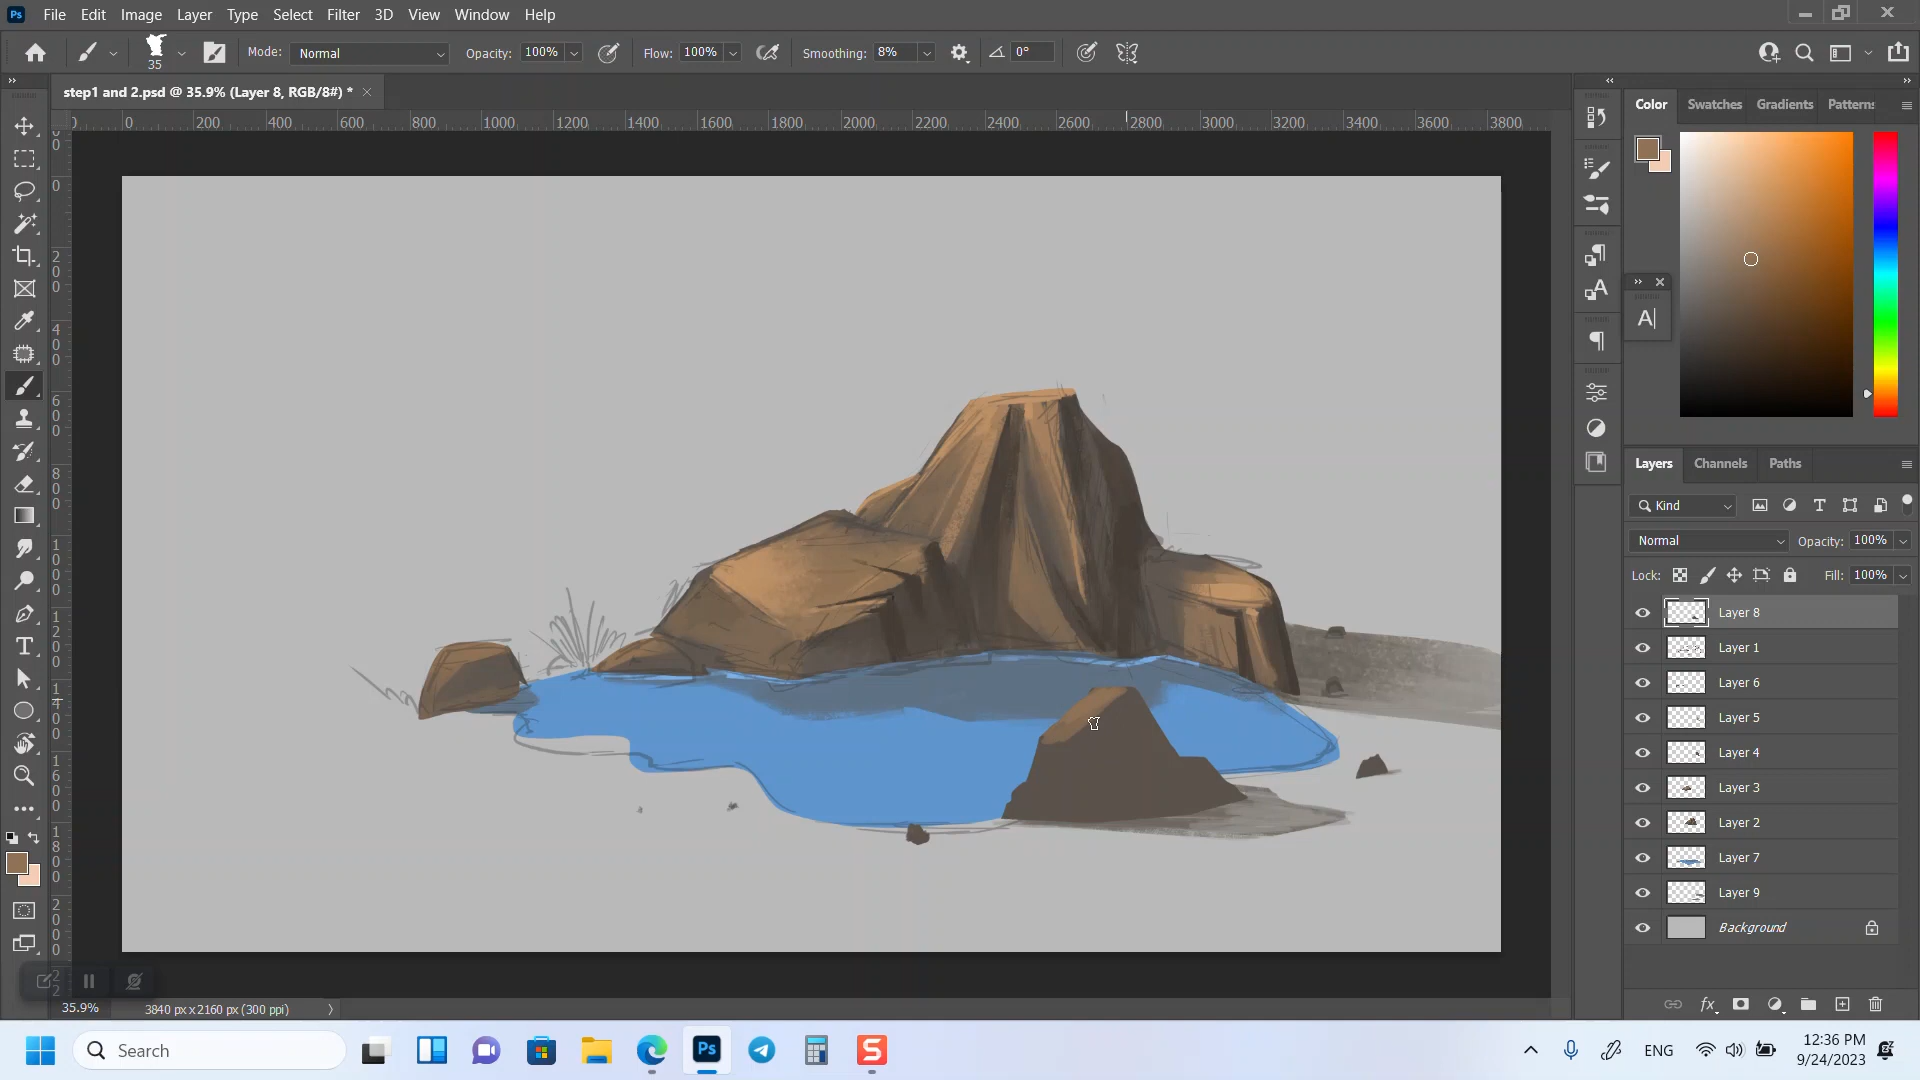 Ps File Edit Image Layer Type Select Filter 3D View Window Help
35 Mode: Normal Opacity: 100% Flow: 100% Smoothing: 8% 0°
step1 and 2.psd @ 35.9% (Layer 8, RGB/8#) *
0 200 400 600 800 1000 1200 1400 1600 1800 2000 2200 2400 2600 2800 3000 3200 3400 3600 3800
Color Swatches Gradients Patterns
Layers Channels Paths
Kind
Normal Opacity: 100%
Lock: Fill: 100%
Layer 8
Layer 1
Layer 6
Layer 5
Layer 4
Layer 3
Layer 2
Layer 7
Layer 9
Background
35.9% 3840 px x 2160 px (300 ppi)
Search
Ps
S
ENG
12:36 PM
9/24/2023